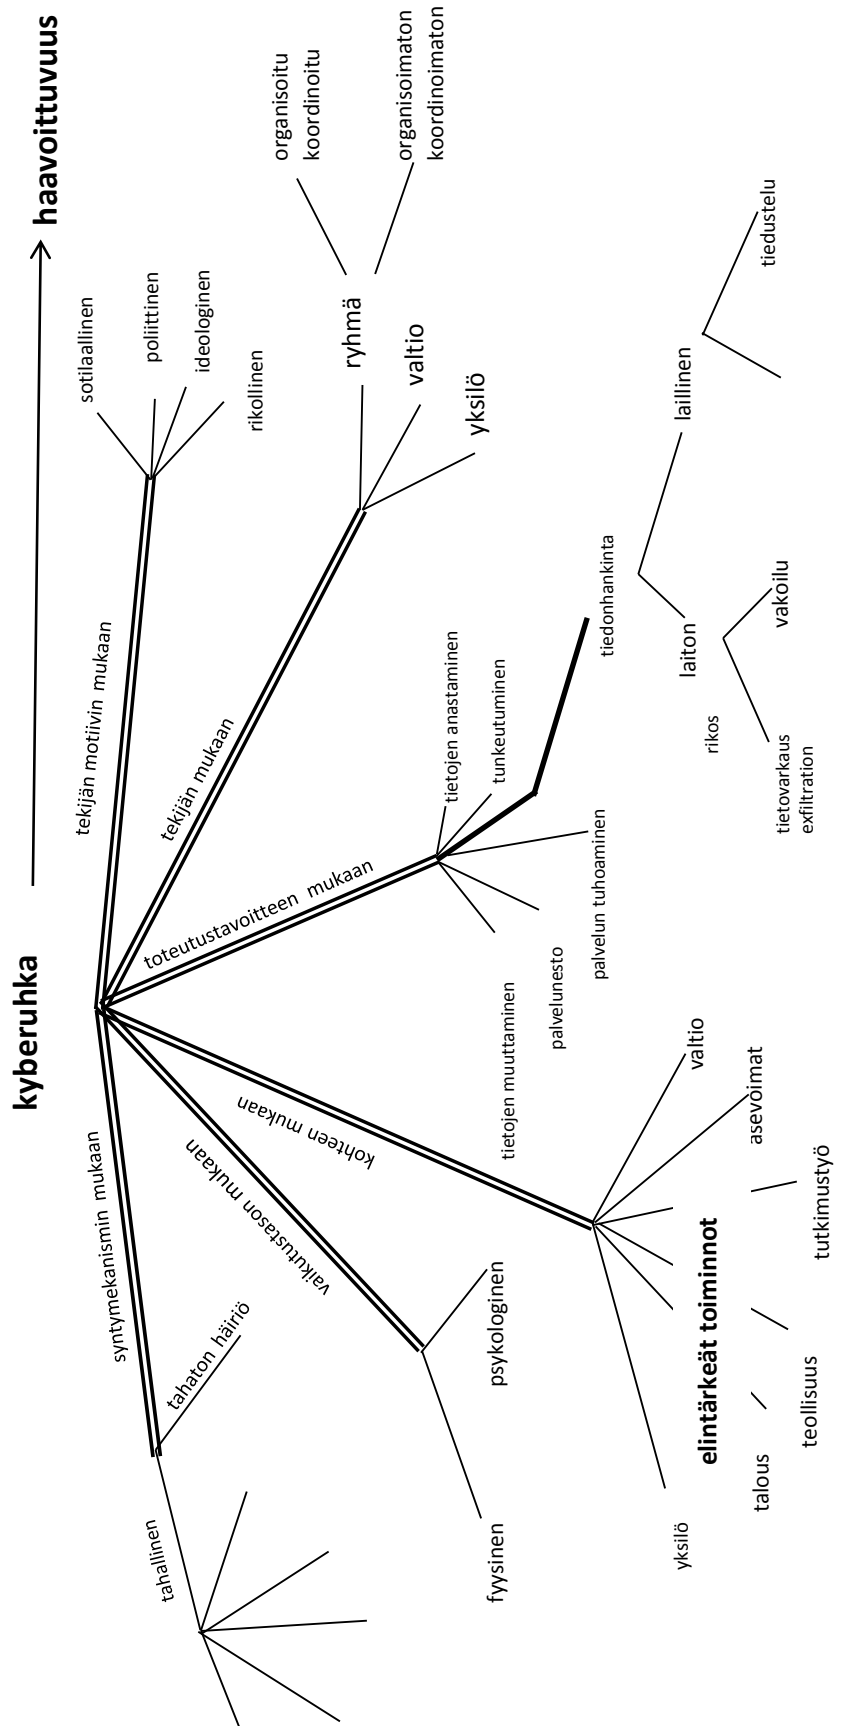 kyberuhka
haavoittuvuus
syntymekanismin mukaan
tahallinen
tahaton häiriö
vaikutustason mukaan
fyysinen
psykologinen
kohteen mukaan
yksilö
talous
teollisuus
elintärkeät toiminnot
tutkimustyö
asevoimat
valtio
toteutustavoitteen mukaan
tietojen muuttaminen
palvelunesto
palvelun tuhoaminen
tietojen anastaminen
tunkeutuminen
tiedonhankinta
laiton
rikos
tietovarkaus
exfiltration
vakoilu
laillinen
tiedustelu
tekijän mukaan
ryhmä
valtio
yksilö
organisoitu
koordinoitu
organisoimaton
koordinoimaton
tekijän motiivin mukaan
sotilaallinen
poliittinen
ideologinen
rikollinen